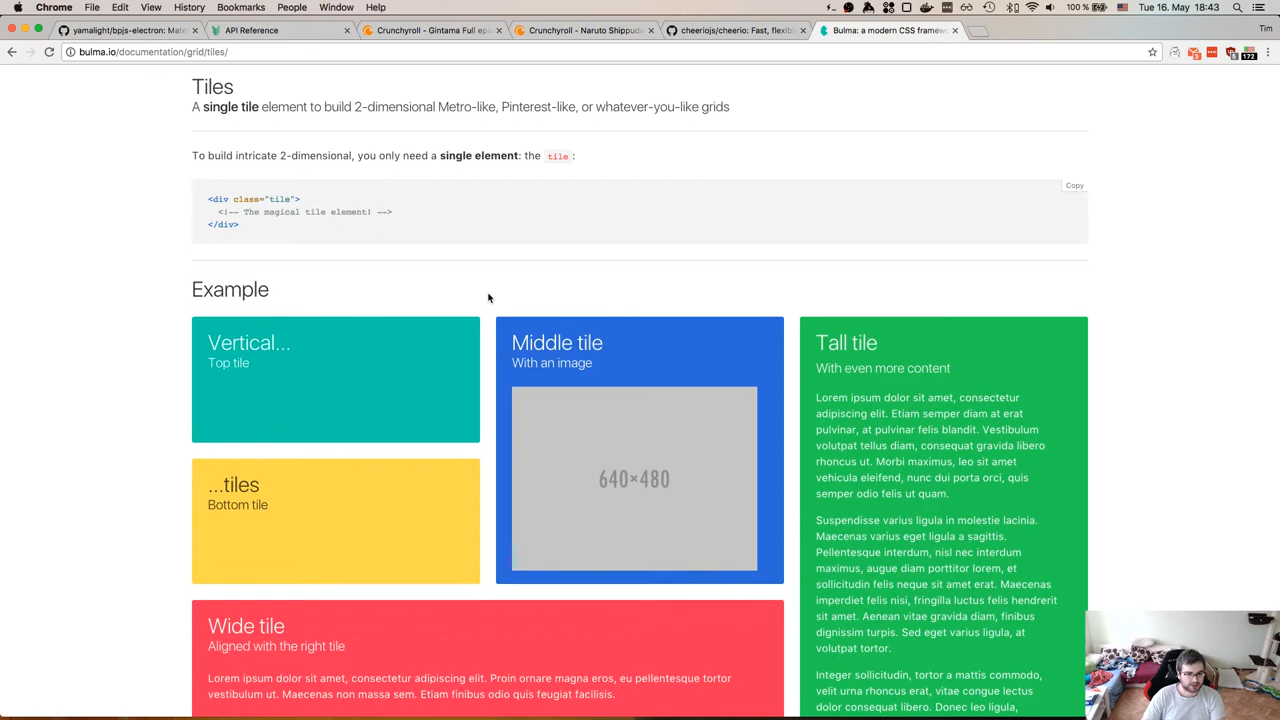 Chrome File Edit View History Bookmarks People Window Help
Tue 16.May 18:43
yamalight/bpjs-electron: Mate
API Reference
Crunchyroll - Gintama Full epi
Crunchyroll - Naruto Shippude
cheeriojs/cheerio: Fast, flexible
Bulma: a modern CSS framew
Tim
bulma.io/documentation/grid/tiles/
172
Tiles
A single tile element to build 2-dimensional Metro-like, Pinterest-like, or whatever-you-like grids
To build intricate 2-dimensional, you only need a single element: the tile :
Copy
<div class="tile">
<!-- The magical tile element! -->
</div>
Example
Vertical...
Top tile
...tiles
Bottom tile
Middle tile
With an image
640×480
Wide tile
Aligned with the right tile
Lorem ipsum dolor sit amet, consectetur adipiscing elit. Proin ornare magna eros, eu pellentesque tortor
vestibulum ut. Maecenas non massa sem. Etiam finibus odio quis feugiat facilisis.
Tall tile
With even more content
Lorem ipsum dolor sit amet, consectetur
adipiscing elit. Etiam semper diam at erat
pulvinar, at pulvinar felis blandit. Vestibulum
volutpat tellus diam, consequat gravida libero
rhoncus ut. Morbi maximus, leo sit amet
vehicula eleifend, nunc dui porta orci, quis
semper odio felis ut quam.
Suspendisse varius ligula in molestie lacinia.
Maecenas varius eget ligula a sagittis.
Pellentesque interdum, nisl nec interdum
maximus, augue diam porttitor lorem, et
sollicitudin felis neque sit amet erat. Maecenas
imperdiet felis nisi, fringilla luctus felis hendrerit
sit amet. Aenean vitae gravida diam, finibus
dignissim turpis. Sed eget varius ligula, at
volutpat tortor.
Integer sollicitudin, tortor a mattis commodo,
velit urna rhoncus erat, vitae congue lectus
dolor consequat libero. Donec leo ligula,